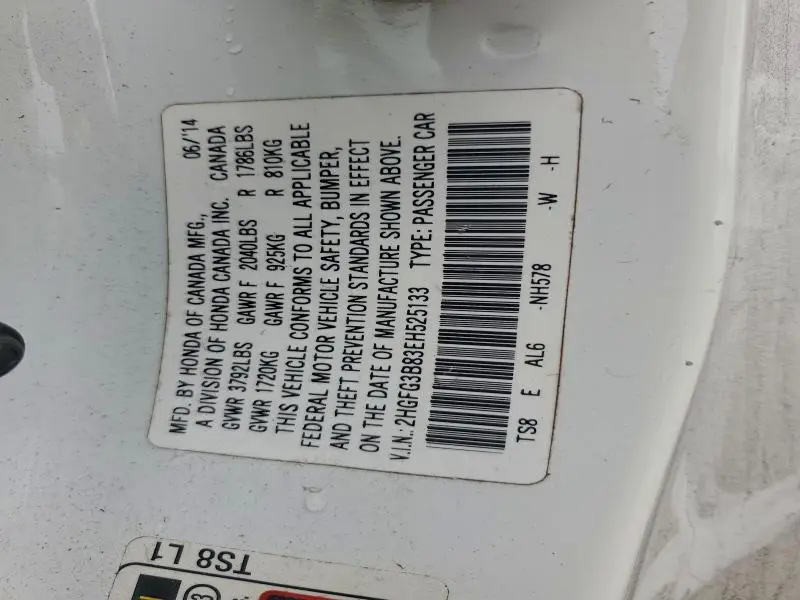 MFD. BY HONDA OF CANADA MFG., 06/'14
A DIVISION OF HONDA CANADA INC. CANADA
GVWR 3792LBS GAWR F 2040LBS R 1786LBS
GVWR 1720KG GAWR F 925KG R 810KG
THIS VEHICLE CONFORMS TO ALL APPLICABLE
FEDERAL MOTOR VEHICLE SAFETY, BUMPER,
AND THEFT PREVENTION STANDARDS IN EFFECT
ON THE DATE OF MANUFACTURE SHOWN ABOVE.
V.I.N.: 2HGFG3B83EH525133 TYPE: PASSENGER CAR
TS8 E AL6 -NH578 -W -H
TS8 L1